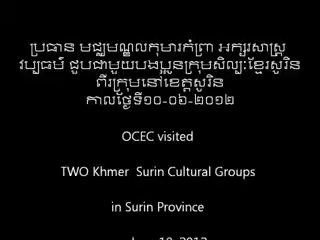 ប្រធាន មជ្ឈមណ្ឌលកុមារកំព្រា អក្សរសាស្ត្រ
វប្បធម៌ ជួបជាមួយបងប្អូនក្រុមសិល្បៈខ្មែរសូរិន
ពីរក្រុមនៅខេត្តសូរិន
កាលថ្ងៃទី១០-០៦-២០១២
OCEC visited
TWO Khmer Surin Cultural Groups
in Surin Province